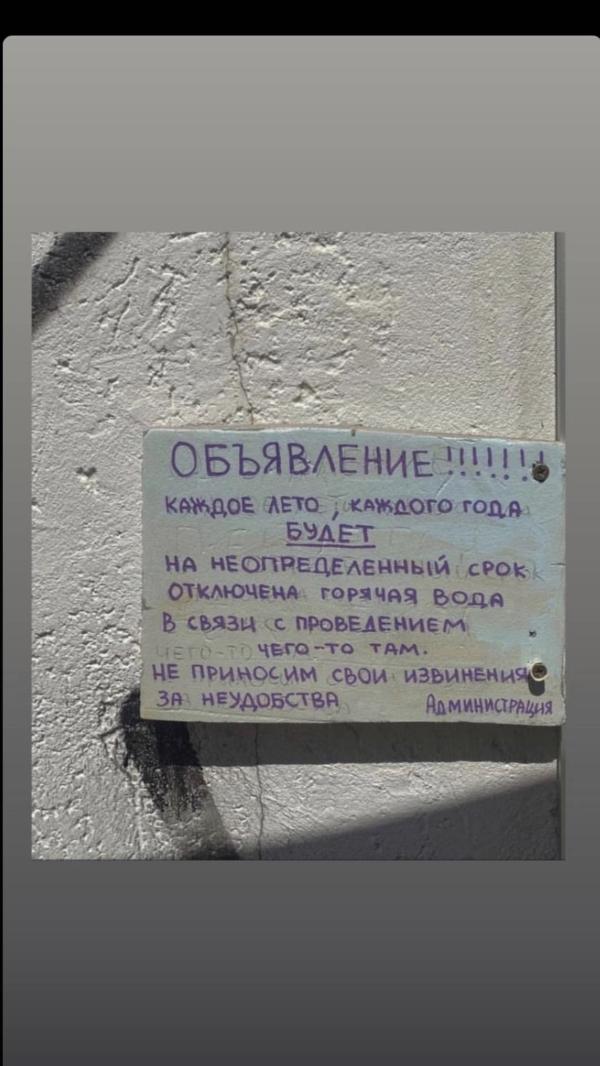 ОБЪЯВЛЕНИЕ!!!!!!
КАЖДОЕ ЛЕТО, КАЖДОГО ГОДА
БУДЕТ
НА НЕОПРЕДЕЛЕННЫЙ СРОК
ОТКЛЮЧЕНА ГОРЯЧАЯ ВОДА
В СВЯЗИ С ПРОВЕДЕНИЕМ
ЧЕГО-ТО ТАМ.
НЕ ПРИНОСИМ СВОИ ИЗВИНЕНИЯ
ЗА НЕУДОБСТВА
АДМИНИСТРАЦИЯ